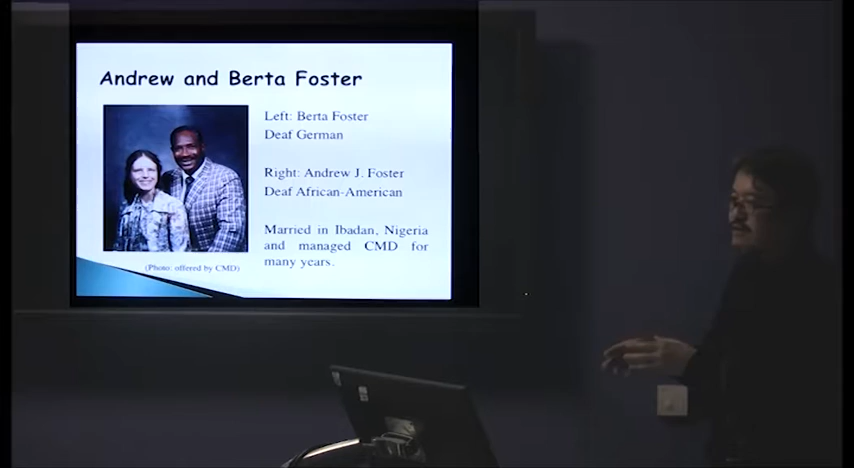 Andrew and Berta Foster
Left: Berta Foster
Deaf German
Right: Andrew J. Foster
Deaf African-American
Married in Ibadan, Nigeria
and managed CMD for
many years.
(Photo: offered by CMD)